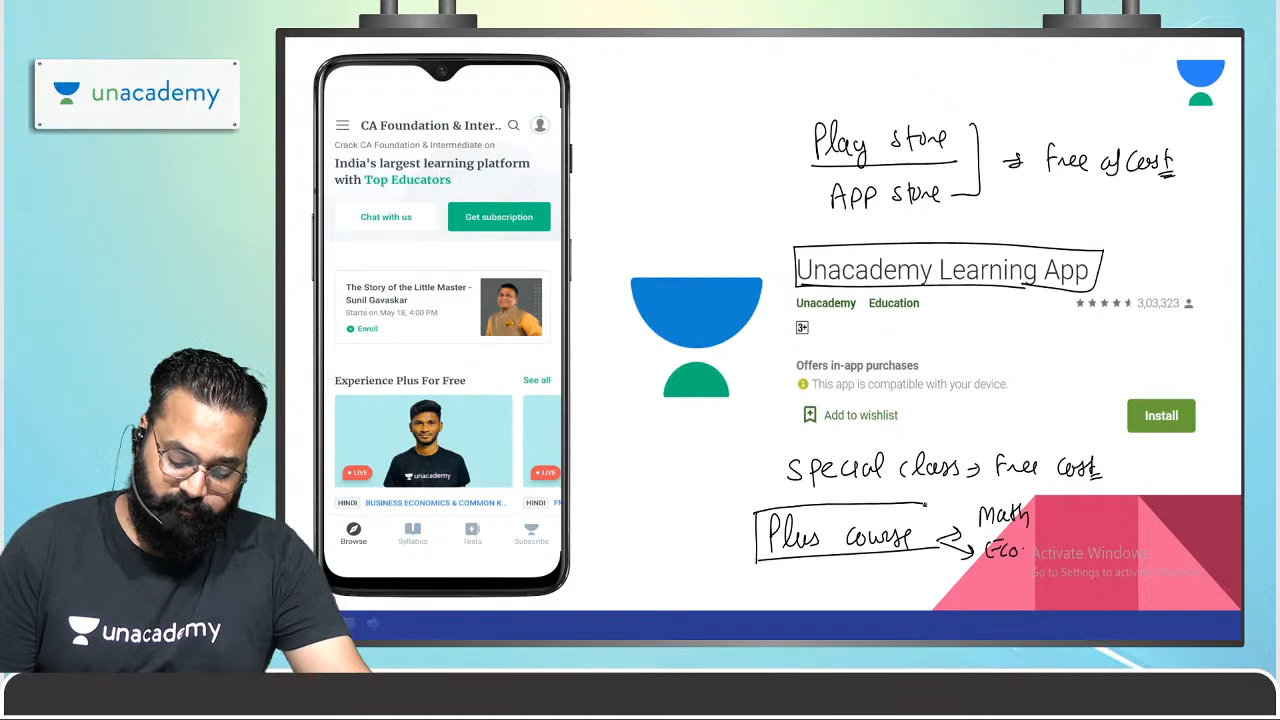 unacademy
CA Foundation & Inter..
Crack CA Foundation & Intermediate on
India's largest learning platform
with Top Educators
Chat with us
Get subscription
The Story of the Little Master -
Sunil Gavaskar
Starts on May 18, 4:00 PM
Enroll
Experience Plus For Free
See all
LIVE
unacademy
LIVE
HINDI BUSINESS ECONOMICS & COMMON K...
HINDI
Browse
Syllabus
Tests
Subscribe
Play store
APP store
⇒ free of cost
Unacademy Learning App
Unacademy Education
3,03,323
3+
Offers in-app purchases
This app is compatible with your device.
Add to wishlist
Install
Special class ⇒ free cost
Plus course
Math
Eco.
Activate Windows
Go to Settings to activate Windows.
unacademy